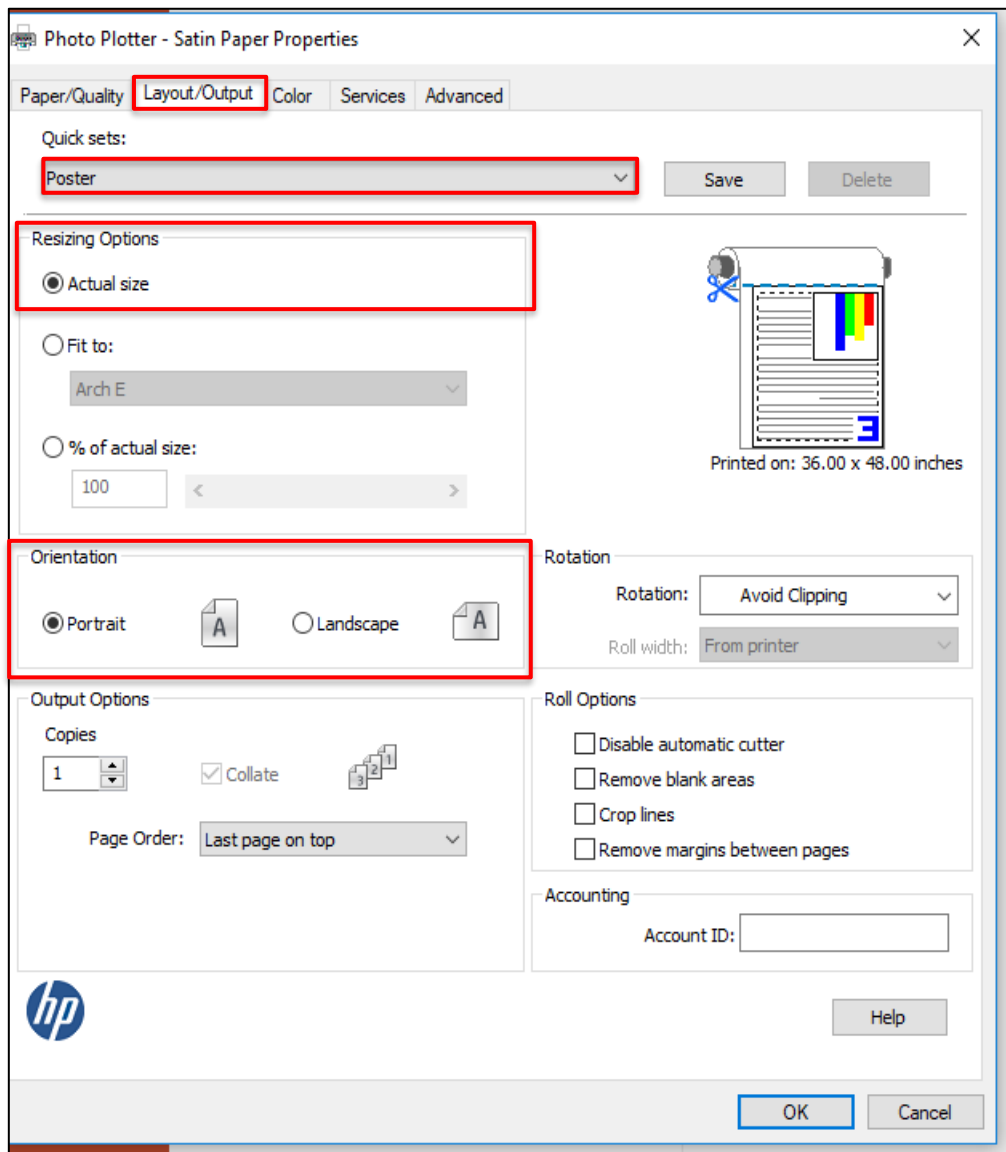 Photo Plotter - Satin Paper Properties
Paper/Quality Layout/Output Color Services Advanced
Quick sets:
Poster Save Delete
Resizing Options
Actual size
Fit to:
Arch E
% of actual size:
100
3
Printed on: 36.00 x 48.00 inches
Orientation
Portrait A Landscape A
Rotation
Rotation: Avoid Clipping
Roll width: From printer
Output Options
Copies
1 Collate 3 2 1
Page Order: Last page on top
Roll Options
Disable automatic cutter
Remove blank areas
Crop lines
Remove margins between pages
Accounting
Account ID:
hp
Help
OK Cancel